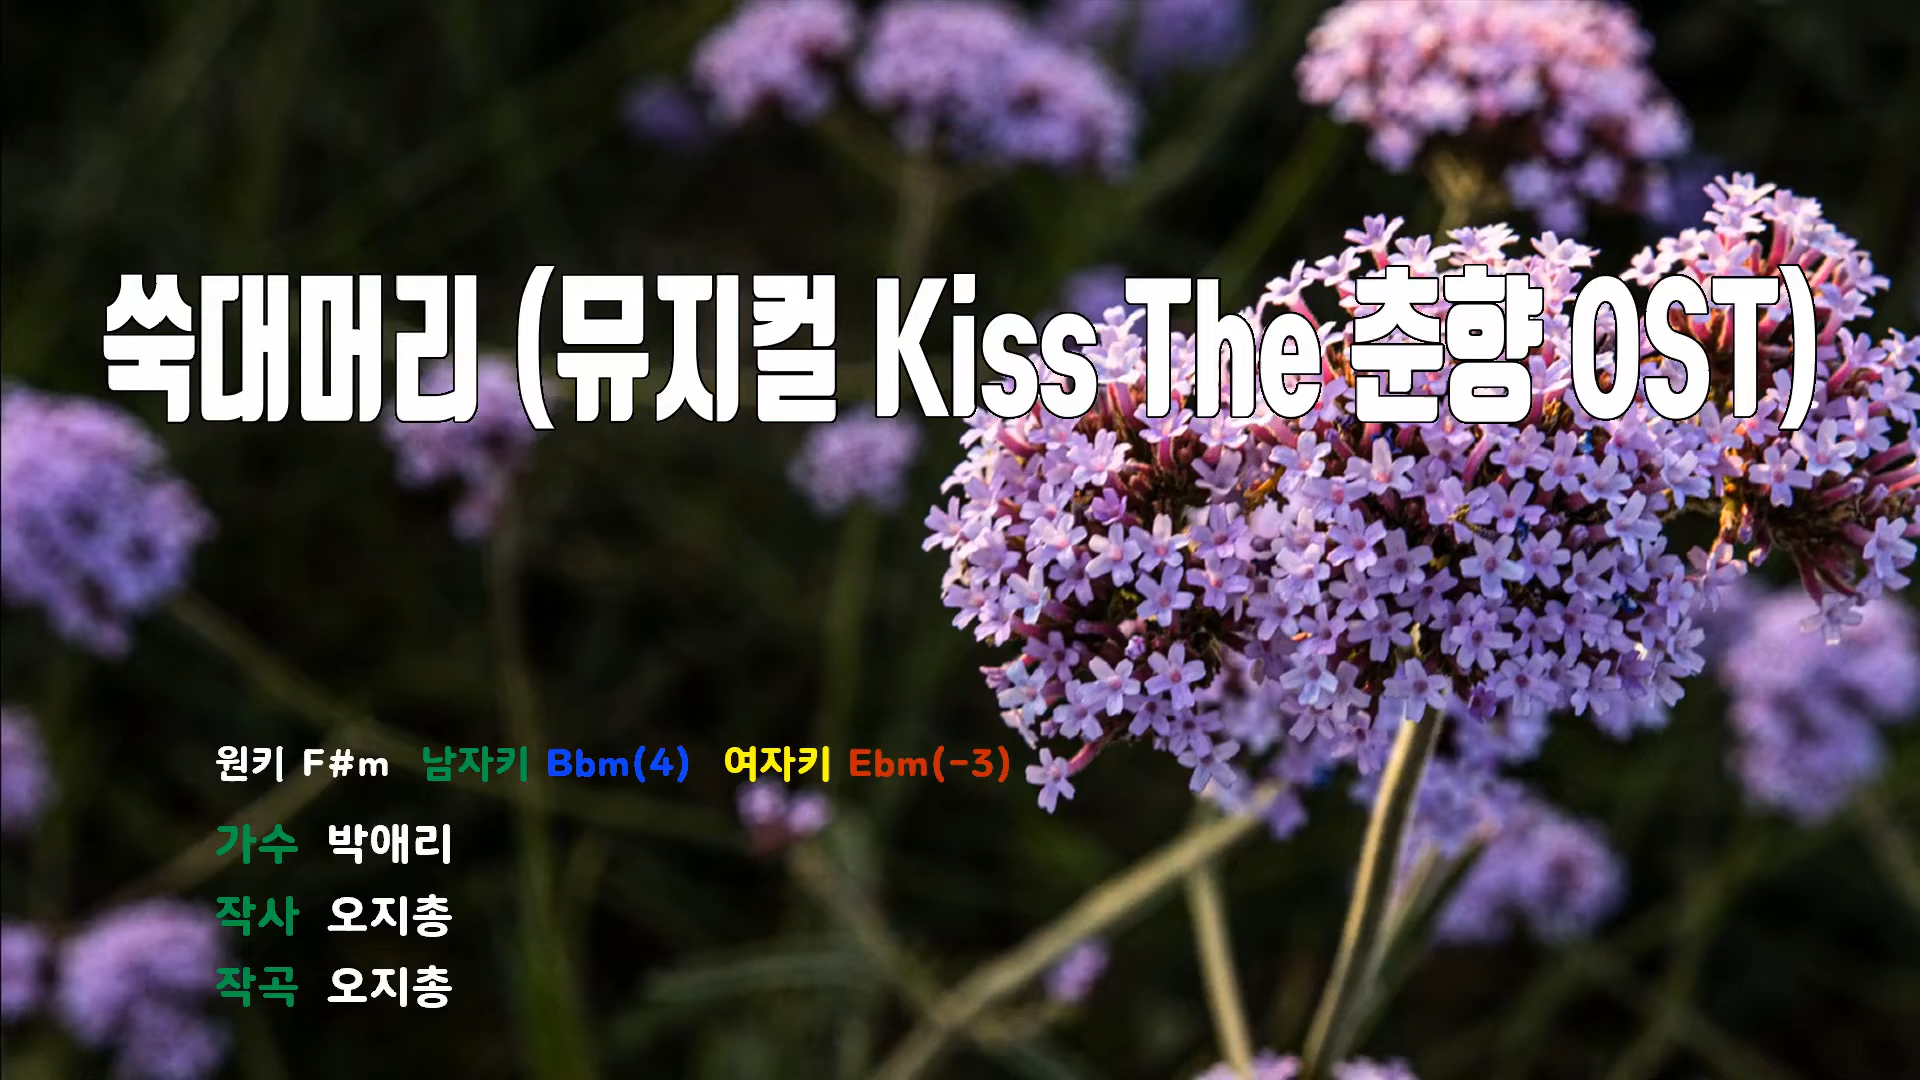 쑥대머리 (뮤지컬 Kiss The 춘향 OST)
원키 F#m 남자키 Bbm(4) 여자키 Ebm(-3)
가수 박애리
작사 오지총
작곡 오지총